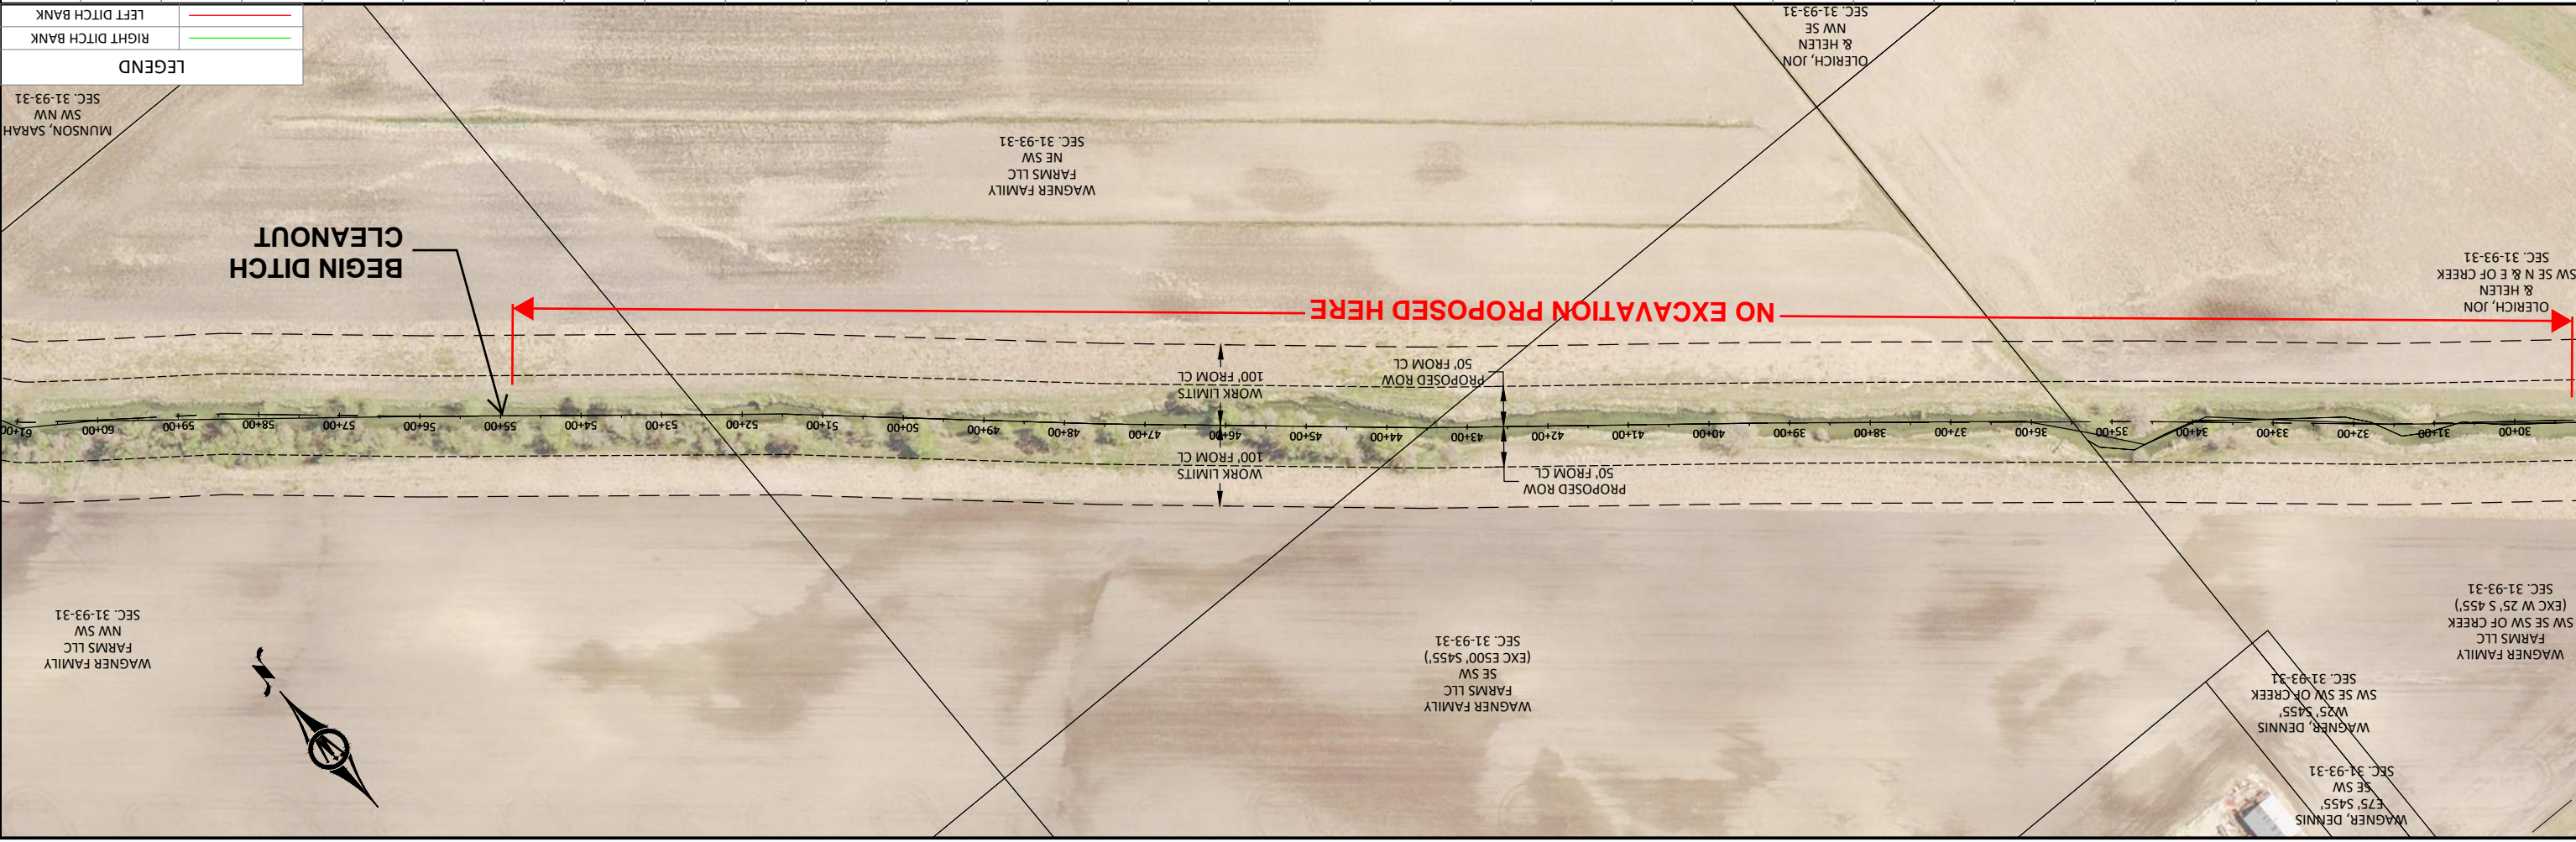 WAGNER, DENNIS
E75' S455'
SE SW
SEC. 31-93-31
WAGNER, DENNIS
W25', S455'
SW SE SW OF CREEK
SEC. 31-93-31
WAGNER FAMILY
FARMS LLC
SW SE SW OF CREEK
(EXC W 25' S 455')
SEC. 31-93-31
WAGNER FAMILY
FARMS LLC
SE SW
(EXC E500' S455')
SEC. 31-93-31
WAGNER FAMILY
FARMS LLC
NW SW
SEC. 31-93-31
PROPOSED ROW
50' FROM CL
WORK LIMITS
100' FROM CL
30+00
31+00
32+00
33+00
34+00
35+00
36+00
37+00
38+00
39+00
40+00
41+00
42+00
43+00
44+00
45+00
46+00
47+00
48+00
49+00
50+00
51+00
52+00
53+00
54+00
55+00
56+00
57+00
58+00
59+00
60+00
61+00
PROPOSED ROW
50' FROM CL
WORK LIMITS
100' FROM CL
NO EXCAVATION PROPOSED HERE
BEGIN DITCH
CLEANOUT
OLERICH, JON
& HELEN
SW SE N & E OF CREEK
SEC. 31-93-31
WAGNER FAMILY
FARMS LLC
NE SW
SEC. 31-93-31
MUNSON, SARAH
SW NW
SEC. 31-93-31
OLERICH, JON
& HELEN
NW SE
SEC. 31-93-31
LEGEND
RIGHT DITCH BANK
LEFT DITCH BANK